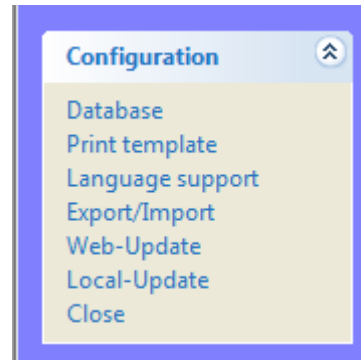 Configuration
Database
Print template
Language support
Export/Import
Web-Update
Local-Update
Close